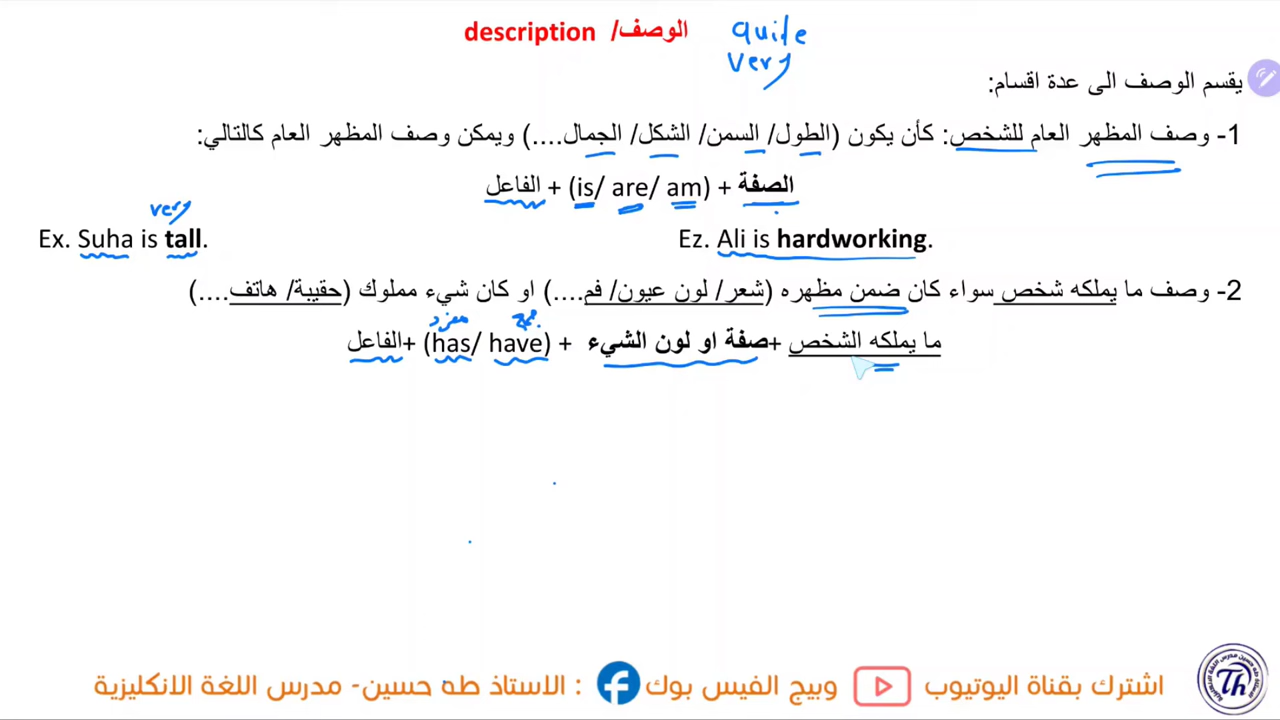 الوصف/ description
quite
very
يقسم الوصف الى عدة اقسام:
1- وصف المظهر العام للشخص: كأن يكون (الطول/ السمن/ الشكل/ الجمال....) ويمكن وصف المظهر العام كالتالي:
الفاعل + (is/ are/ am) + الصفة
very
Ex. Suha is tall.
Ez. Ali is hardworking.
2- وصف ما يملكه شخص سواء كان ضمن مظهره (شعر/ لون عيون/ فم....) او كان شيء مملوك (حقيبة/ هاتف....)
مفرد جمع
الفاعل+ (has/ have) + صفة او لون الشيء+ ما يملكه الشخص
اشترك بقناة اليوتيوب وبيج الفيس بوك : الاستاذ طه حسين- مدرس اللغة الانكليزية
Th